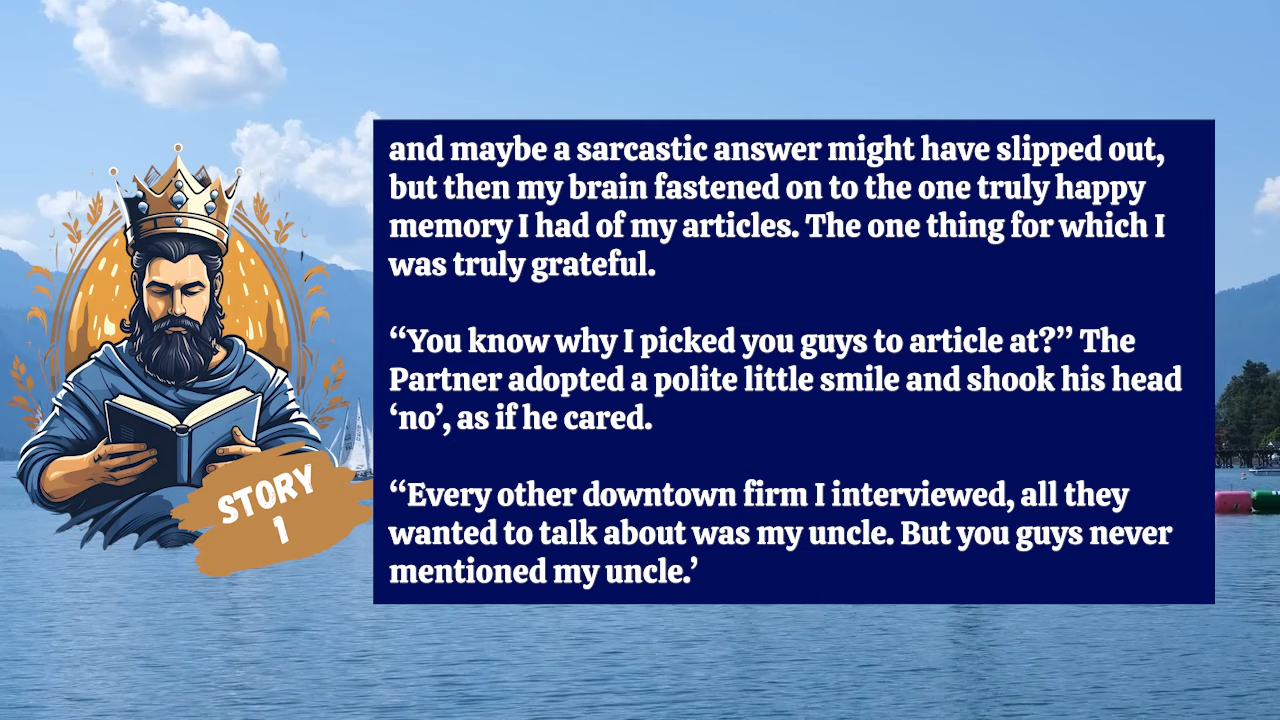 and maybe a sarcastic answer might have slipped out,
but then my brain fastened on to the one truly happy
memory I had of my articles. The one thing for which I
was truly grateful.
“You know why I picked you guys to article at?” The
Partner adopted a polite little smile and shook his head
‘no’, as if he cared.
“Every other downtown firm I interviewed, all they
wanted to talk about was my uncle. But you guys never
mentioned my uncle.’
STORY
1